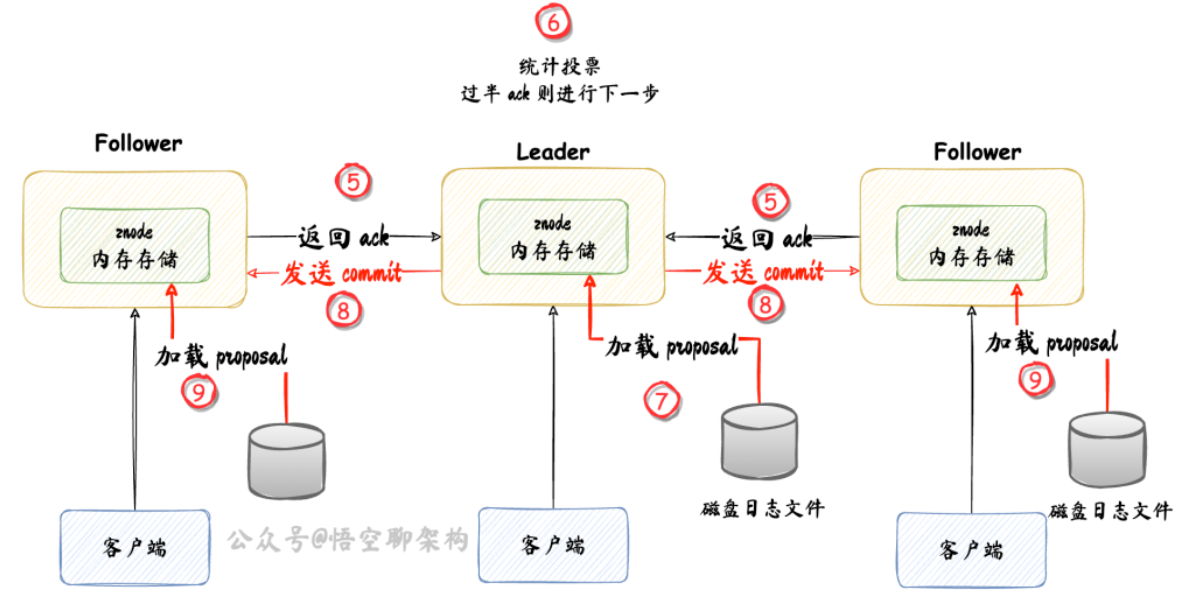 ⑥
统计投票
过半 ack 则进行下一步
Follower
Leader
Follower
⑤
⑤
znode
内存存储
znode
内存存储
znode
内存存储
返回 ack
返回 ack
发送 commit
发送 commit
⑧
⑧
加载 proposal
加载 proposal
加载 proposal
⑨
⑦
⑨
磁盘日志文件
磁盘日志文件
客户端
公众号@悟空聊架构
客户端
客户端